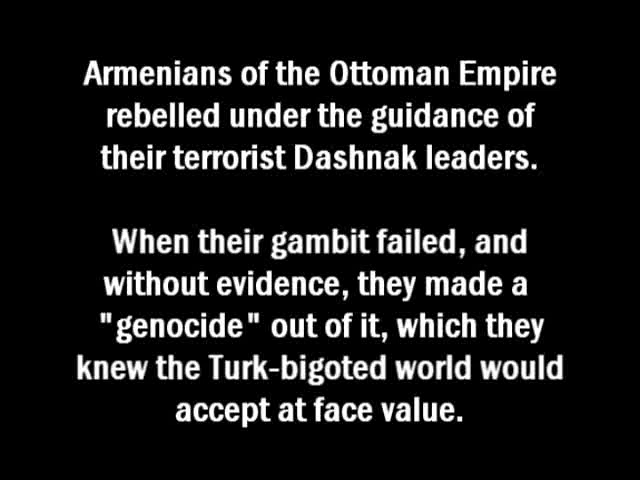 Armenians of the Ottoman Empire
rebelled under the guidance of
their terrorist Dashnak leaders.
When their gambit failed, and
without evidence, they made a
"genocide" out of it, which they
knew the Turk-bigoted world would
accept at face value.